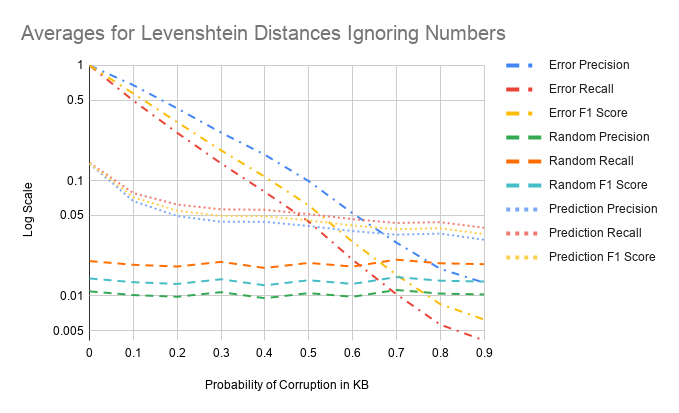 Averages for Levenshtein Distances Ignoring Numbers
1
0.5
0.1
0.05
0.01
0.005
Log Scale
0 0.1 0.2 0.3 0.4 0.5 0.6 0.7 0.8 0.9
Probability of Corruption in KB
Error Precision
Error Recall
Error F1 Score
Random Precision
Random Recall
Random F1 Score
Prediction Precision
Prediction Recall
Prediction F1 Score